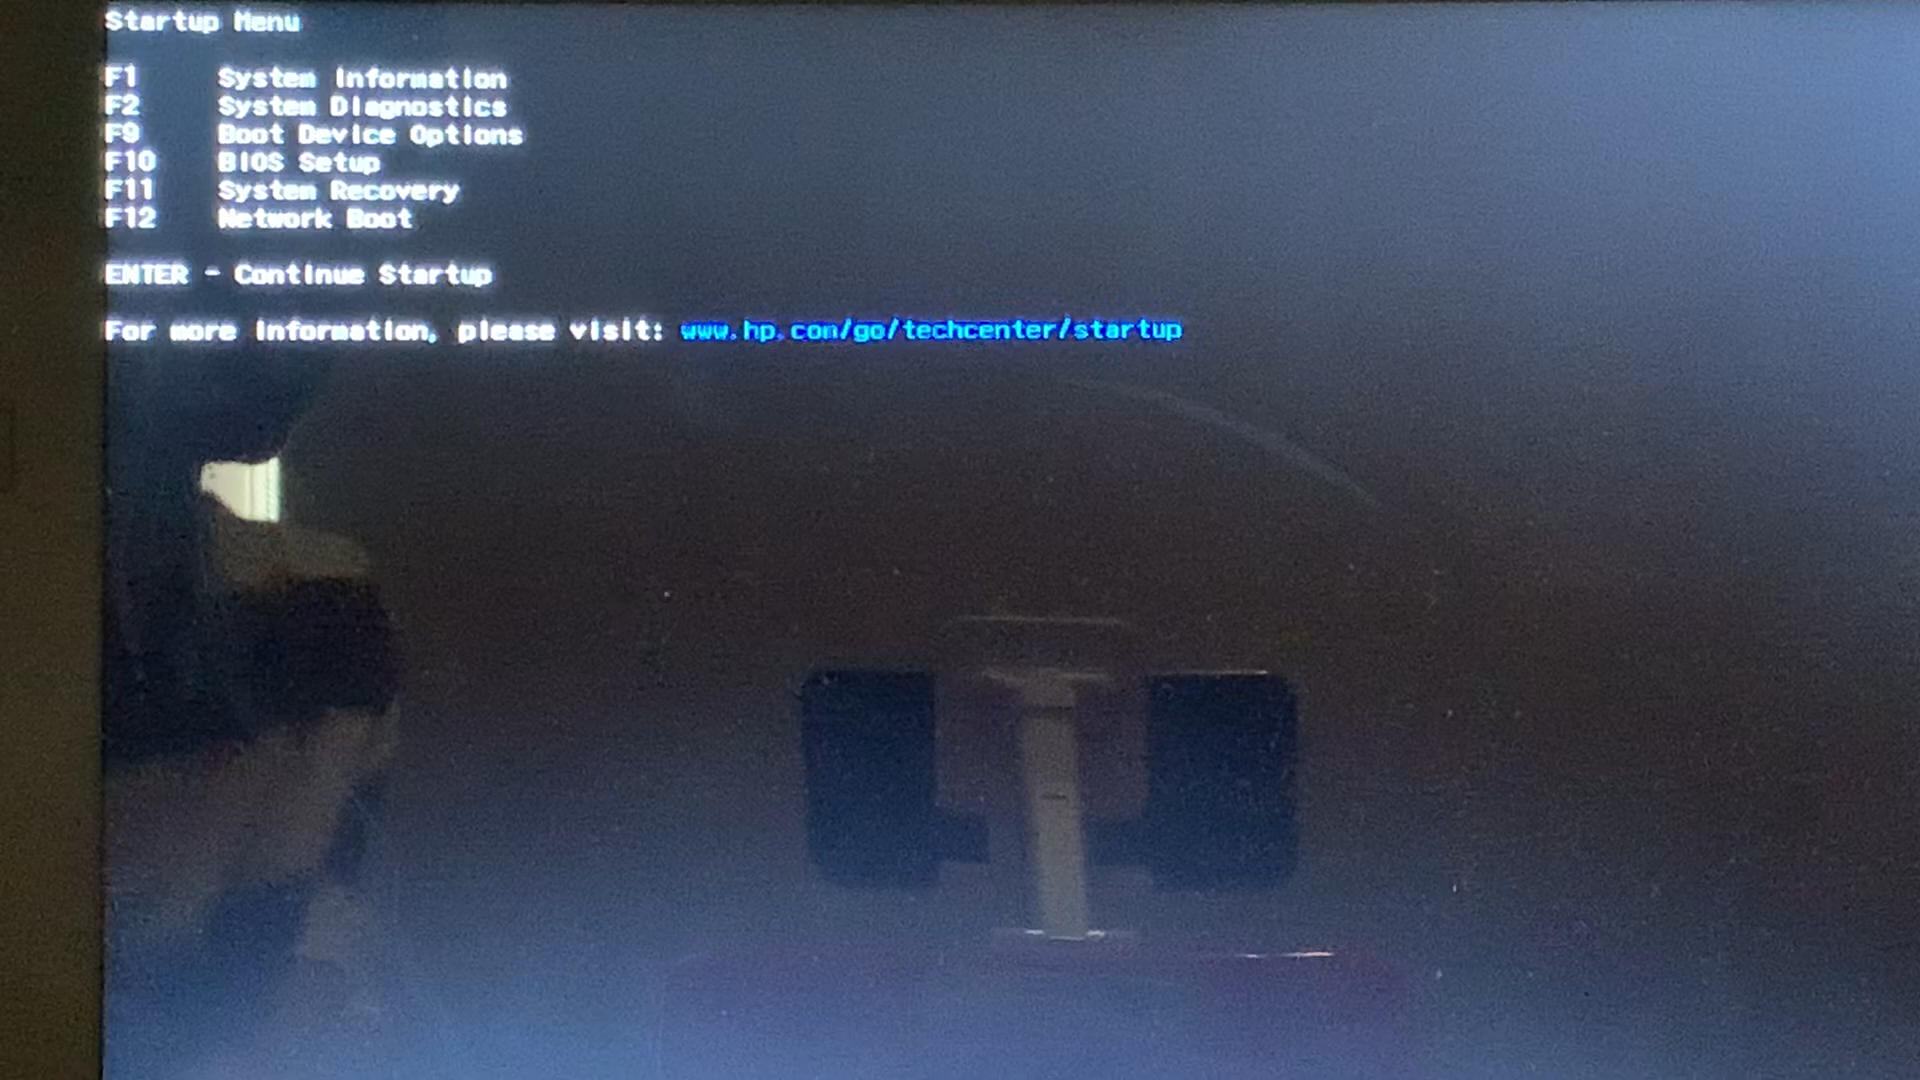 Startup Menu
F1 System Information
F2 System Diagnostics
F9 Boot Device Options
F10 BIOS Setup
F11 System Recovery
F12 Network Boot
ENTER - Continue Startup
For more information, please visit: www.hp.com/go/techcenter/startup